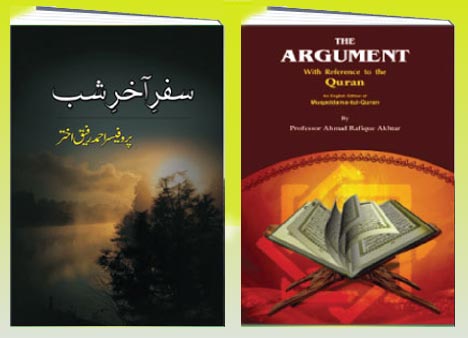 سفرِ آخرِ شب
پروفیسر احمد رفیق اختر
THE
ARGUMENT
With Reference to the
Quran
An English Edition of
Muqaddama-tul-Quran
By
Professor Ahmad Rafique Akhtar